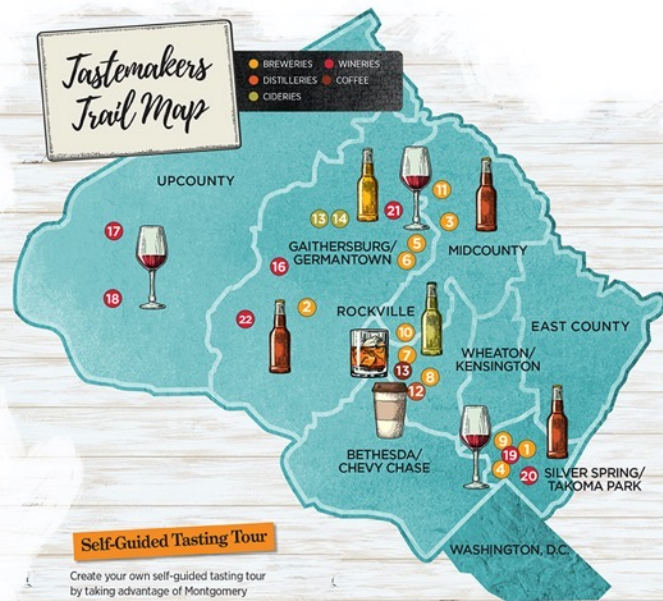 Tastemakers
Trail Map
BREWERIES
WINERIES
DISTILLERIES
COFFEE
CIDERIES
UPCOUNTY
17
18
13
14
21
11
3
5
6
GAITHERSBURG/
GERMANTOWN
MIDCOUNTY
16
22
2
ROCKVILLE
10
7
13
8
12
EAST COUNTY
WHEATON/
KENSINGTON
BETHESDA/
CHEVY CHASE
9
1
19
4
20
SILVER SPRING/
TAKOMA PARK
WASHINGTON, D.C.
Self-Guided Tasting Tour
Create your own self-guided tasting tour
by taking advantage of Montgomery